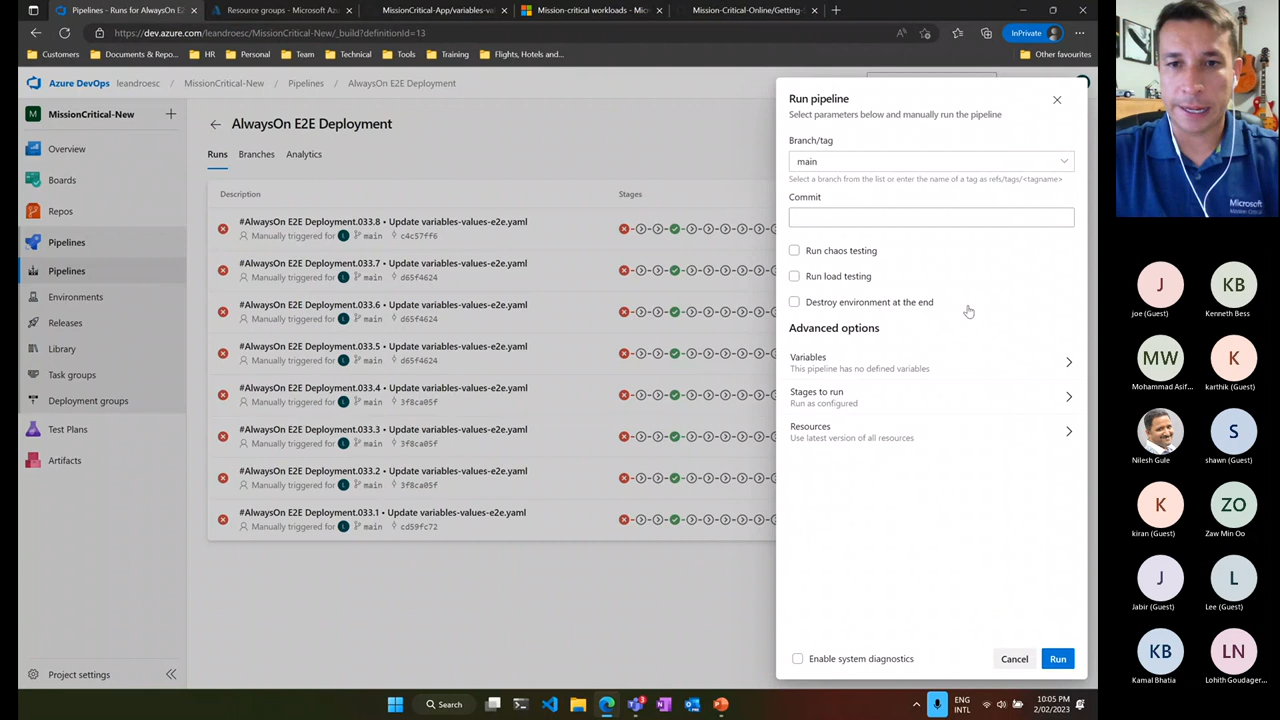 Pipelines - Runs for AlwaysOn E
Resource groups - Microsoft Az
MissionCritical-App/variables-va
Mission-critical workloads - Mic
Mission-Critical-Online/Getting-
https://dev.azure.com/leandroesc/MissionCritical-New/_build?definitionId=13
InPrivate
Customers
Documents & Repo...
HR
Personal
Team
Technical
Tools
Training
Flights, Hotels, and...
Other favourites
Azure DevOps
leandroesc
/
MissionCritical-New
/
Pipelines
/
AlwaysOn E2E Deployment
M
MissionCritical-New
Overview
Boards
Repos
Pipelines
Pipelines
Environments
Releases
Library
Task groups
Deployment groups
Test Plans
Artifacts
Project settings
AlwaysOn E2E Deployment
Runs
Branches
Analytics
Description
Stages
#AlwaysOn E2E Deployment.033.8 • Update variables-values-e2e.yaml
Manually triggered for L main c4c57ff6
#AlwaysOn E2E Deployment.033.7 • Update variables-values-e2e.yaml
Manually triggered for L main d65f4624
#AlwaysOn E2E Deployment.033.6 • Update variables-values-e2e.yaml
Manually triggered for L main d65f4624
#AlwaysOn E2E Deployment.033.5 • Update variables-values-e2e.yaml
Manually triggered for L main d65f4624
#AlwaysOn E2E Deployment.033.4 • Update variables-values-e2e.yaml
Manually triggered for L main 3f8ca05f
#AlwaysOn E2E Deployment.033.3 • Update variables-values-e2e.yaml
Manually triggered for L main 3f8ca05f
#AlwaysOn E2E Deployment.033.2 • Update variables-values-e2e.yaml
Manually triggered for L main 3f8ca05f
#AlwaysOn E2E Deployment.033.1 • Update variables-values-e2e.yaml
Manually triggered for L main cd59fc72
Run pipeline
Select parameters below and manually run the pipeline
Branch/tag
main
Select a branch from the list or enter the name of a tag as refs/tags/<tagname>
Commit
Run chaos testing
Run load testing
Destroy environment at the end
Advanced options
Variables
This pipeline has no defined variables
Stages to run
Run as configured
Resources
Use latest version of all resources
Enable system diagnostics
Cancel
Run
Search
ENG
INTL
10:05 PM
2/02/2023
Microsoft
J
KB
joe (Guest)
Kenneth Bess
MW
K
Mohammad Asif...
karthik (Guest)
S
Nilesh Gule
shawn (Guest)
K
ZO
kiran (Guest)
Zaw Min Oo
J
L
Jabir (Guest)
Lee (Guest)
KB
LN
Kamal Bhatia
Lohith Goudager...